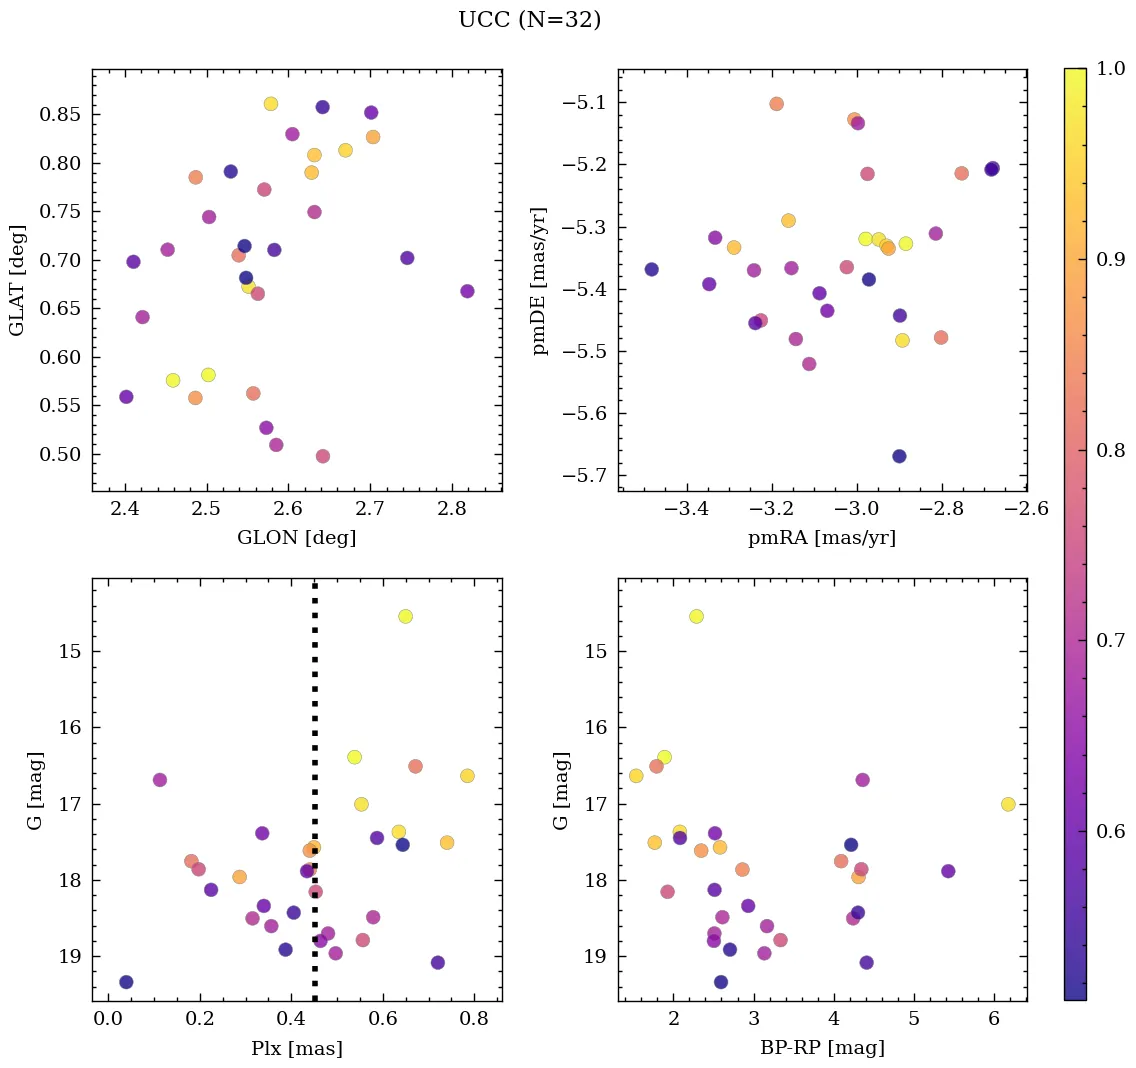 UCC (N=32)
0.85
0.80
0.75
0.70
0.65
0.60
0.55
0.50
GLAT [deg]
2.4 2.5 2.6 2.7 2.8
GLON [deg]
−5.1
−5.2
−5.3
−5.4
−5.5
−5.6
−5.7
pmDE [mas/yr]
−3.4 −3.2 −3.0 −2.8 −2.6
pmRA [mas/yr]
1.0
0.9
0.8
0.7
0.6
15
16
17
18
19
G [mag]
0.0 0.2 0.4 0.6 0.8
Plx [mas]
15
16
17
18
19
G [mag]
2 3 4 5 6
BP-RP [mag]